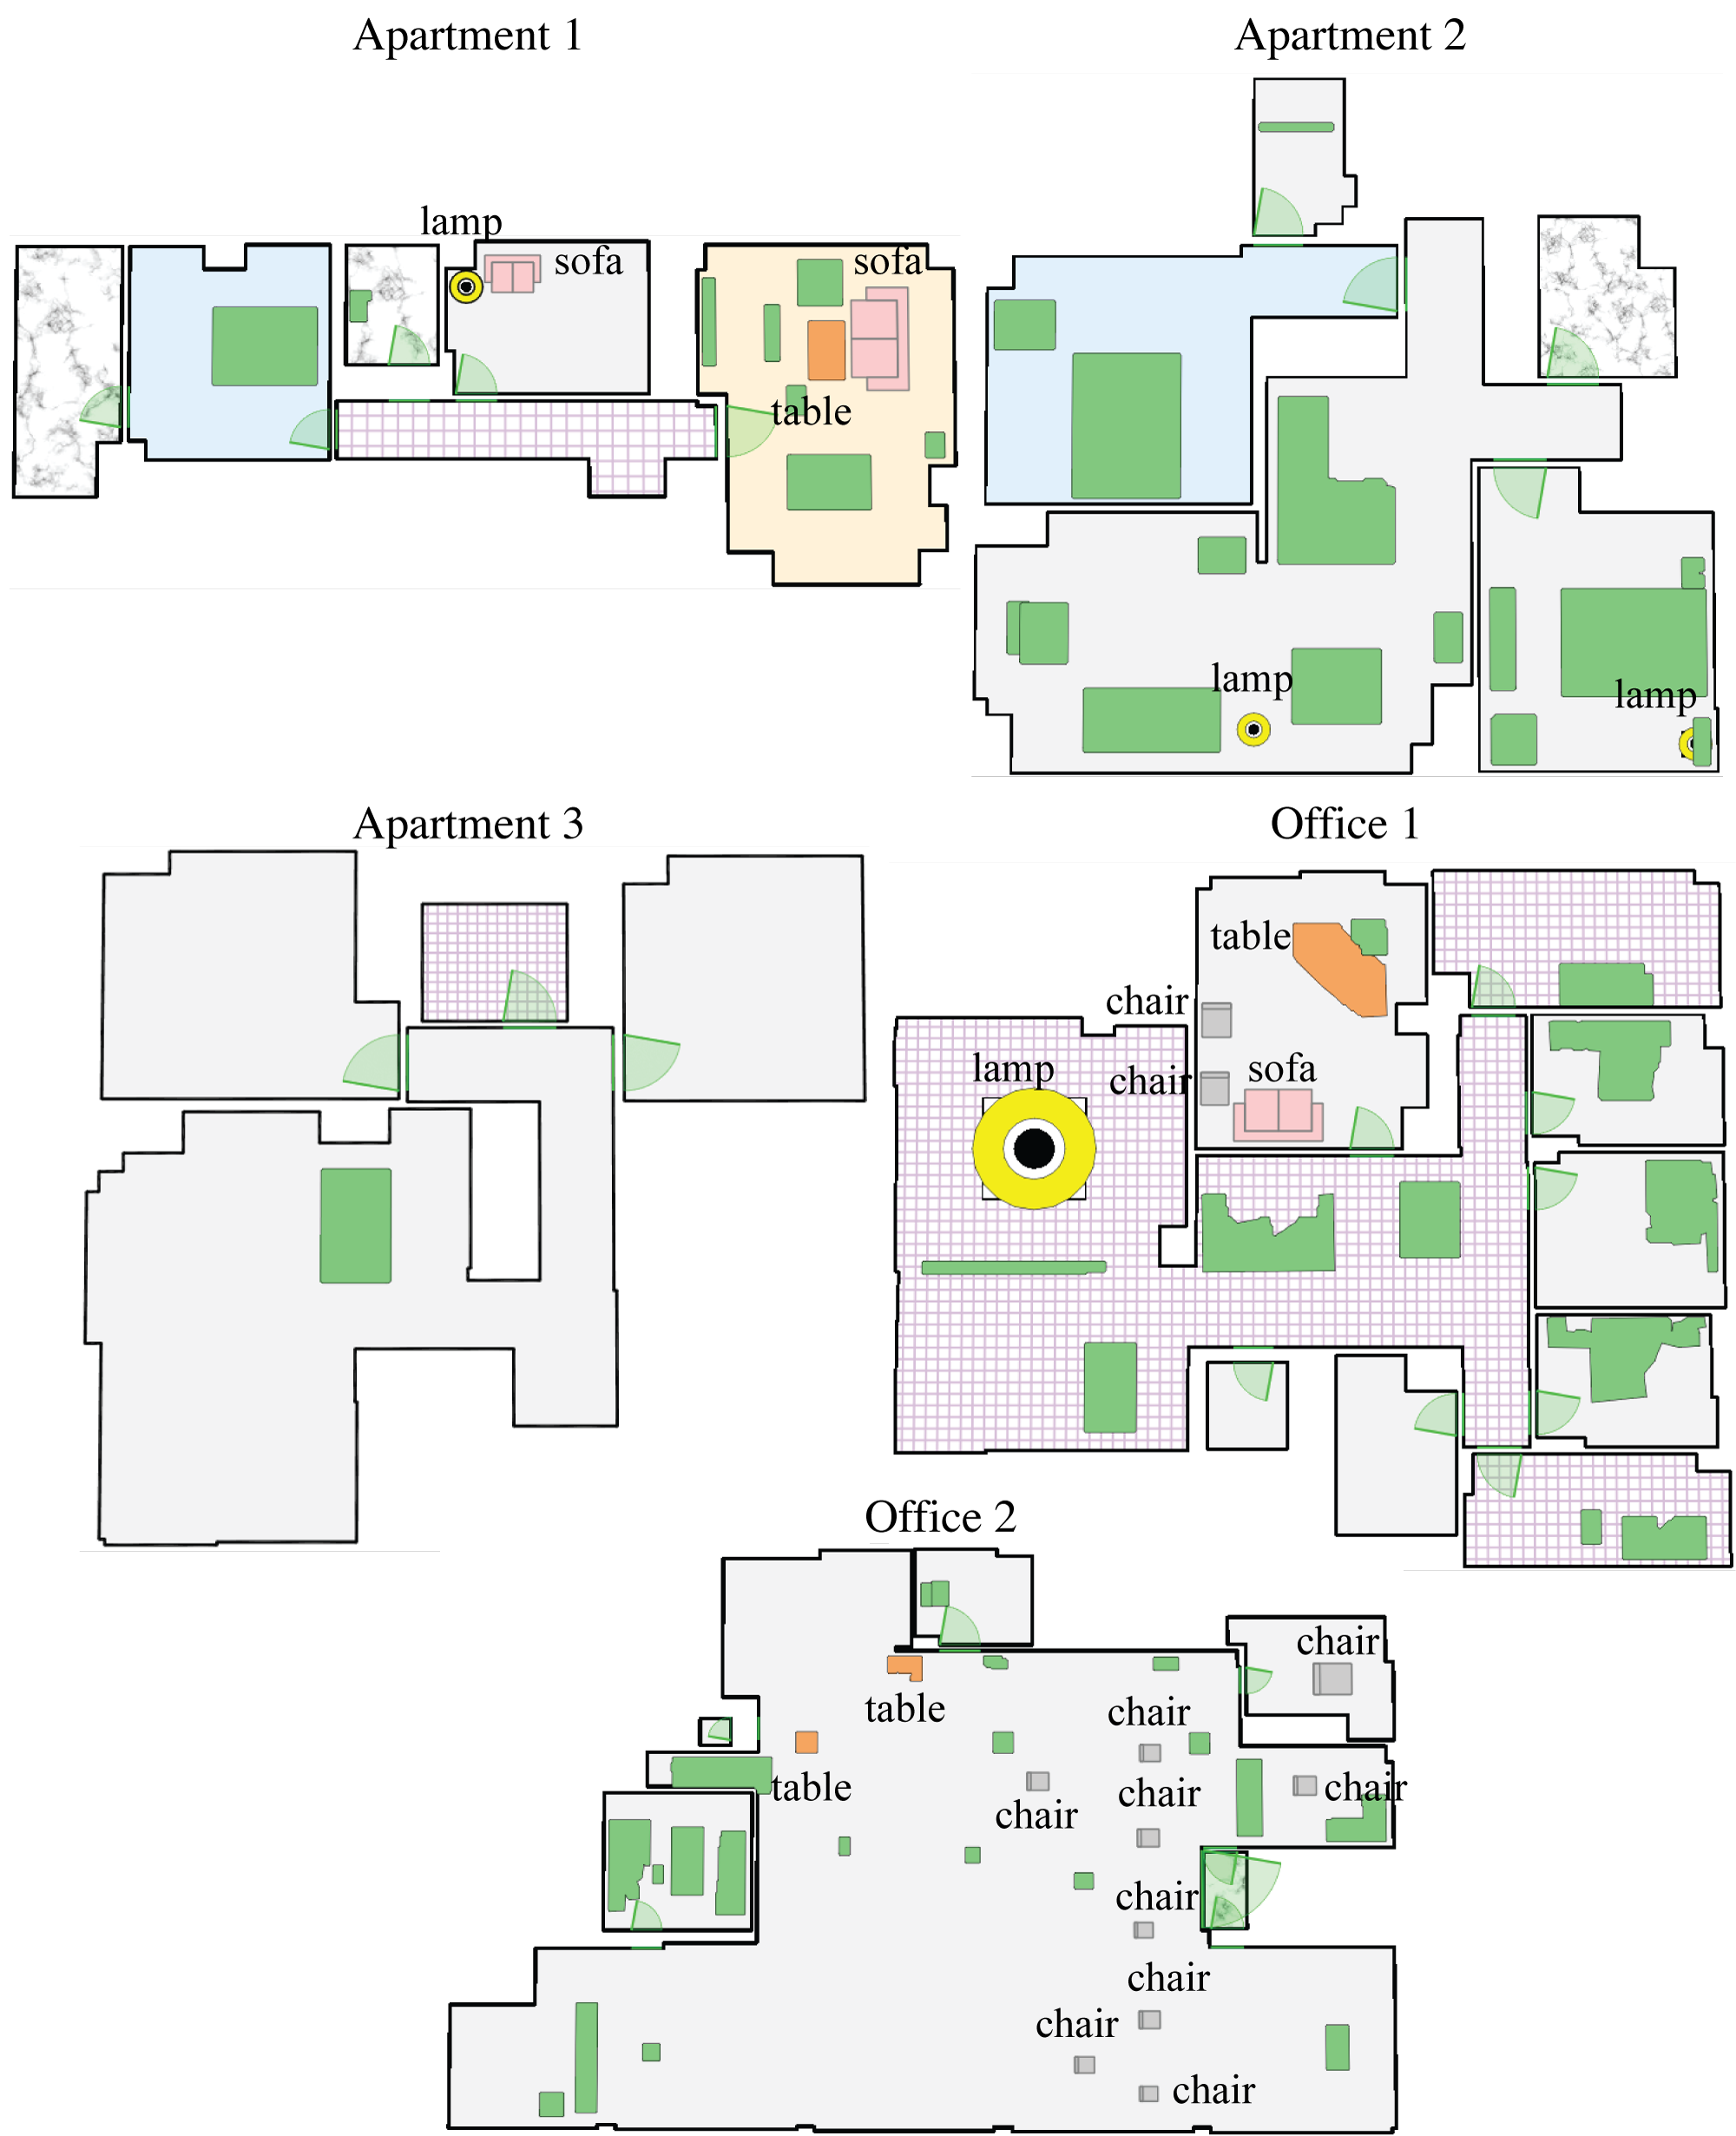 Apartment 1
Apartment 2
lamp
sofa
sofa
table
lamp
lamp
Apartment 3
Office 1
table
chair
lamp
chair
sofa
Office 2
chair
table
chair
table
chair
chair
chair
chair
chair
chair
chair